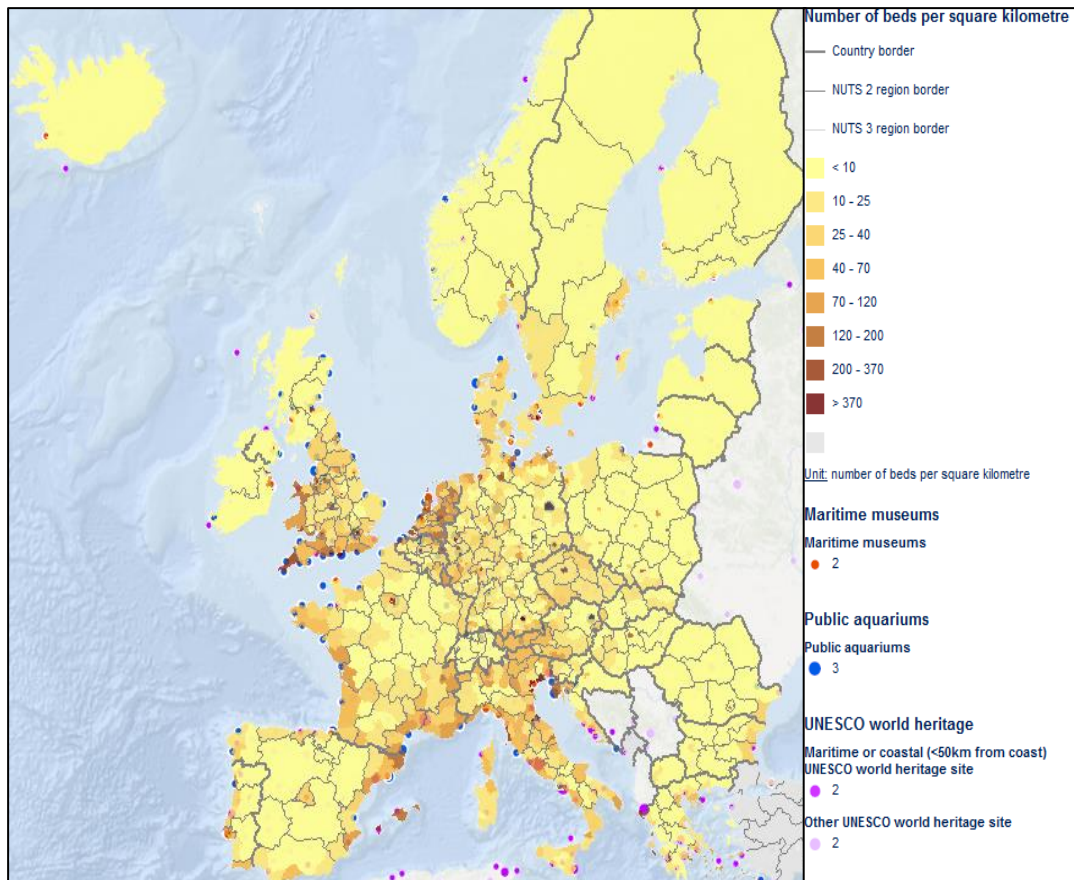 Number of beds per square kilometre
Country border
NUTS 2 region border
NUTS 3 region border
< 10
10 - 25
25 - 40
40 - 70
70 - 120
120 - 200
200 - 370
> 370
Unit: number of beds per square kilometre
Maritime museums
Maritime museums
2
Public aquariums
Public aquariums
3
UNESCO world heritage
Maritime or coastal (<50km from coast)
UNESCO world heritage site
2
Other UNESCO world heritage site
2